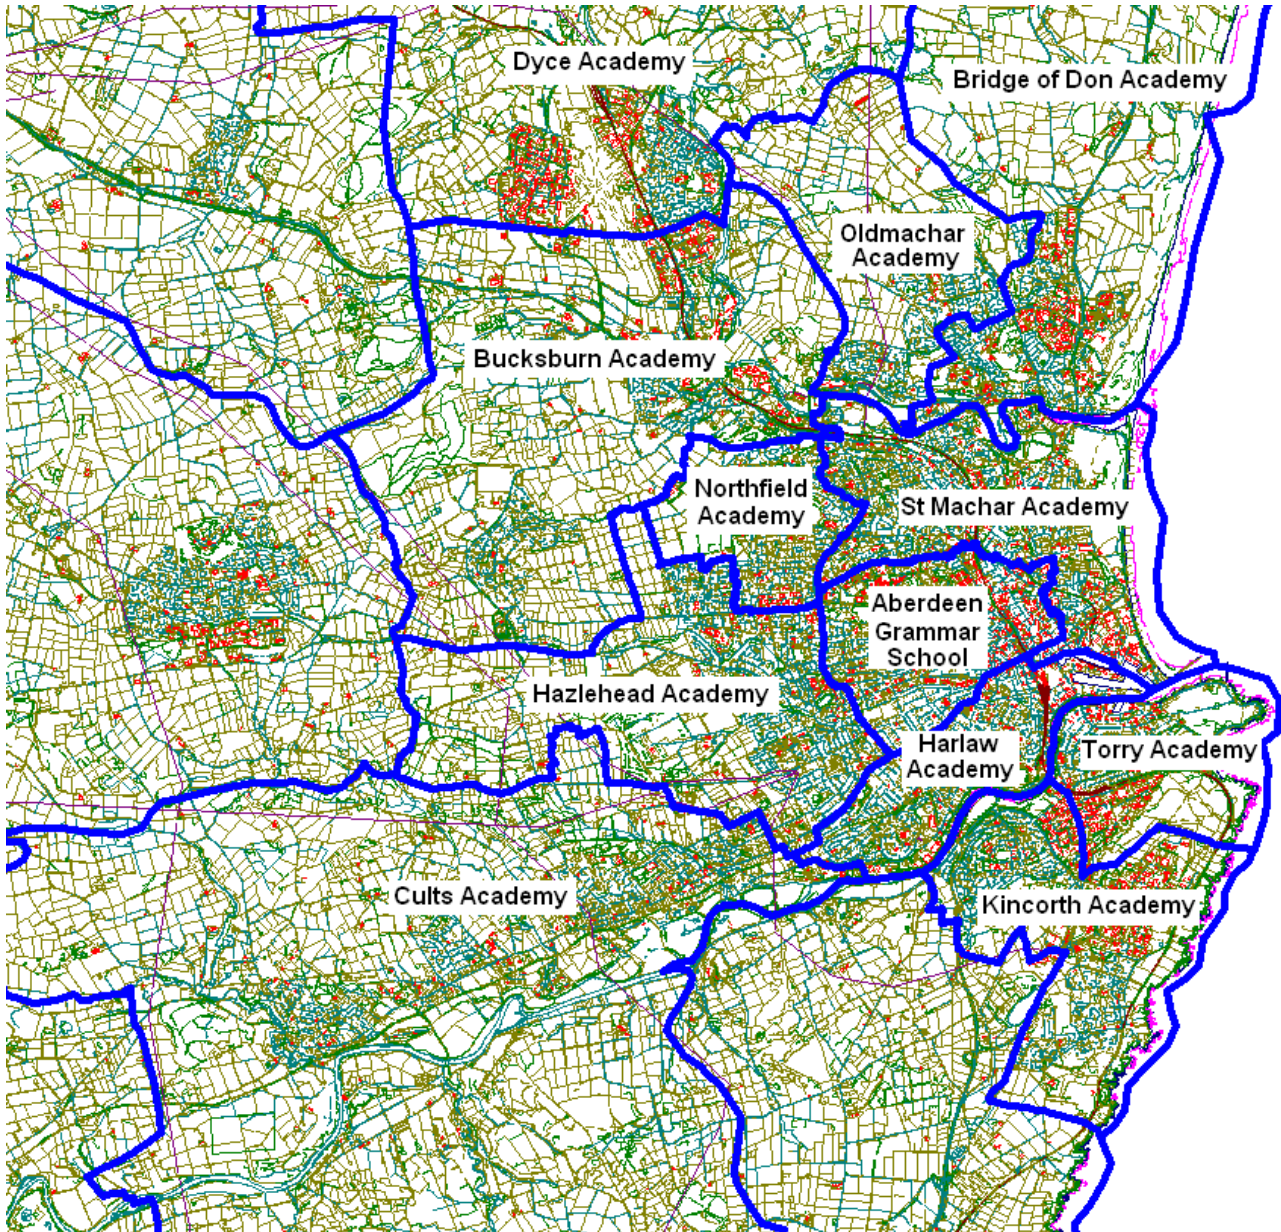 Dyce Academy
Bridge of Don Academy
Oldmachar
Academy
Bucksburn Academy
Northfield
Academy
St Machar Academy
Aberdeen
Grammar
School
Hazlehead Academy
Harlaw
Academy
Torry Academy
Cults Academy
Kincorth Academy